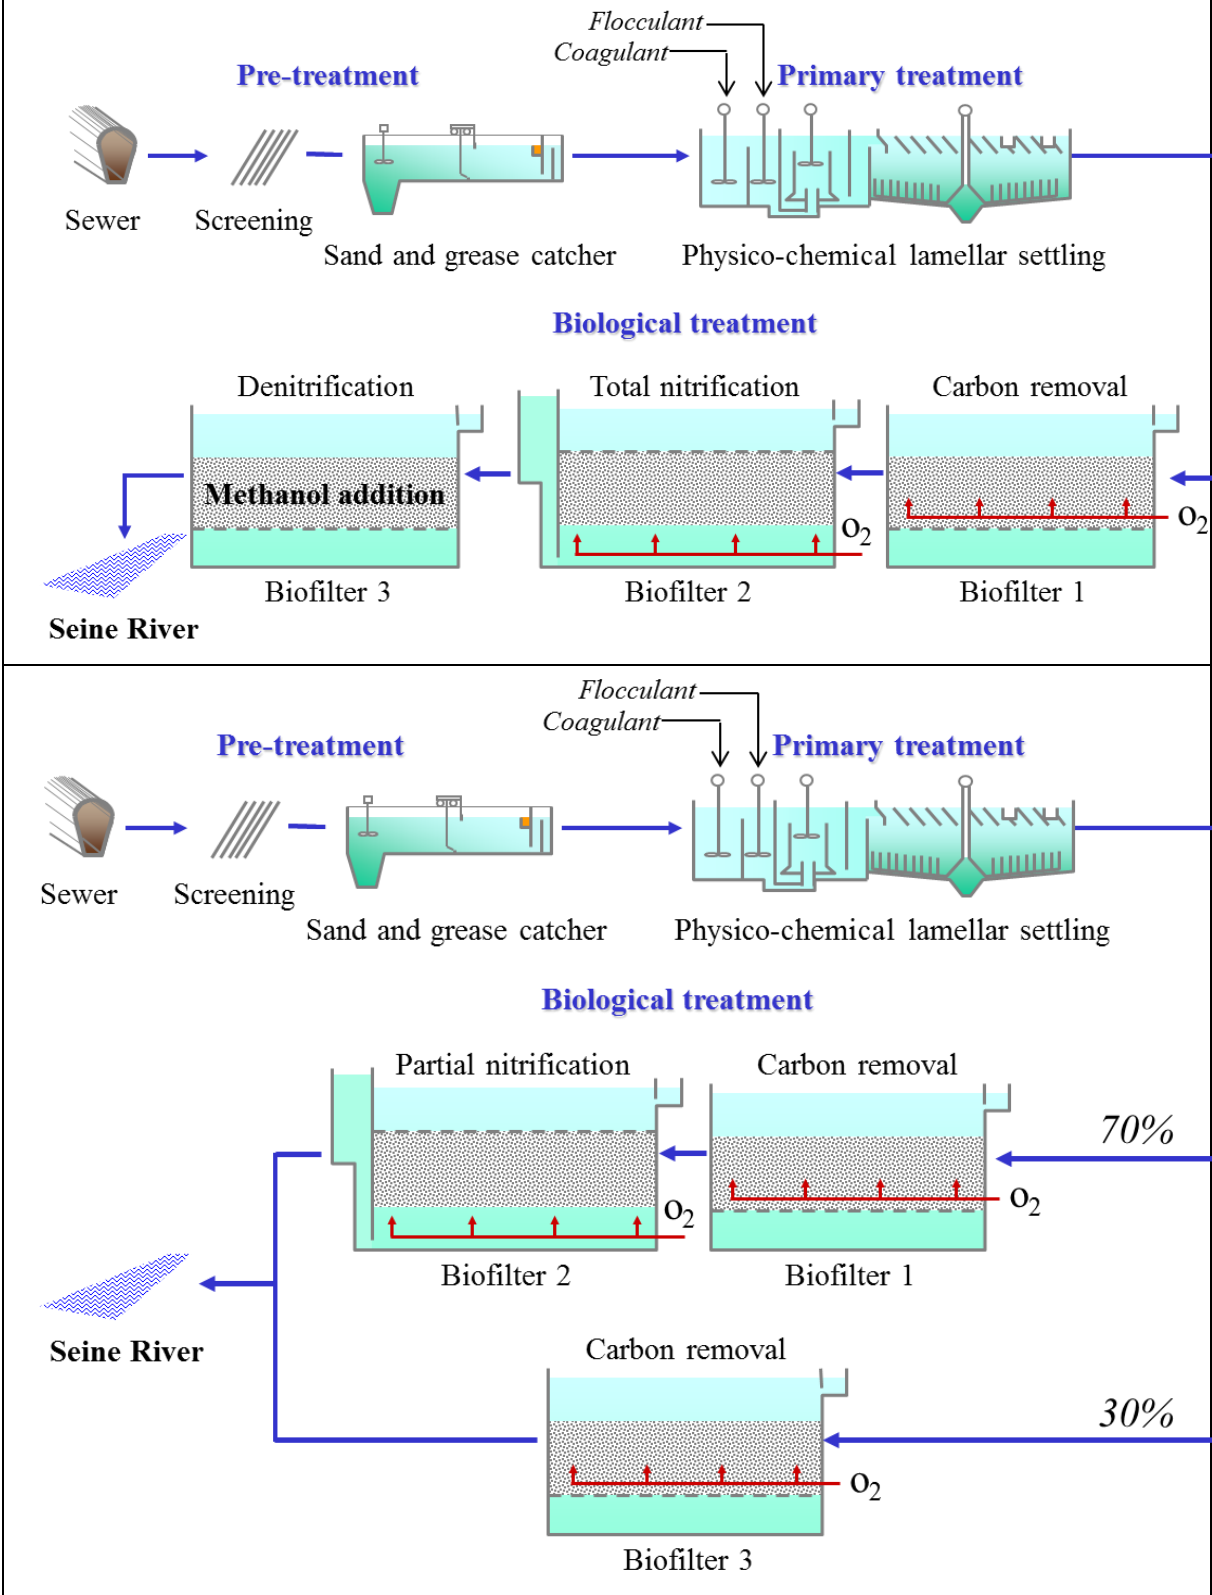 Flocculant
Coagulant
Pre-treatment
Primary treatment
Sewer
Screening
Sand and grease catcher
Physico-chemical lamellar settling
Biological treatment
Denitrification
Total nitrification
Carbon removal
Methanol addition
O2
O2
Biofilter 3
Biofilter 2
Biofilter 1
Seine River
Flocculant
Coagulant
Pre-treatment
Primary treatment
Sewer
Screening
Sand and grease catcher
Physico-chemical lamellar settling
Biological treatment
Partial nitrification
Carbon removal
70%
O2
O2
Biofilter 2
Biofilter 1
Seine River
Carbon removal
30%
O2
Biofilter 3